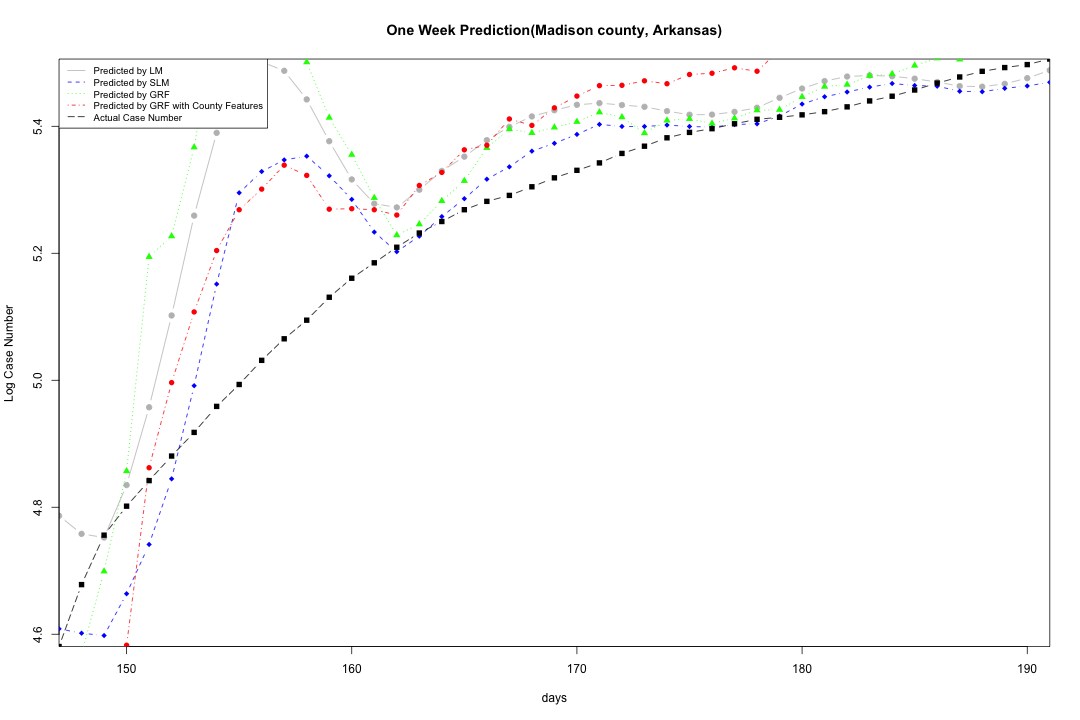 One Week Prediction(Madison county, Arkansas)
Predicted by LM
Predicted by SLM
Predicted by GRF
Predicted by GRF with County Features
Actual Case Number
Log Case Number
5.4
5.2
5.0
4.8
4.6
150
160
170
180
190
days